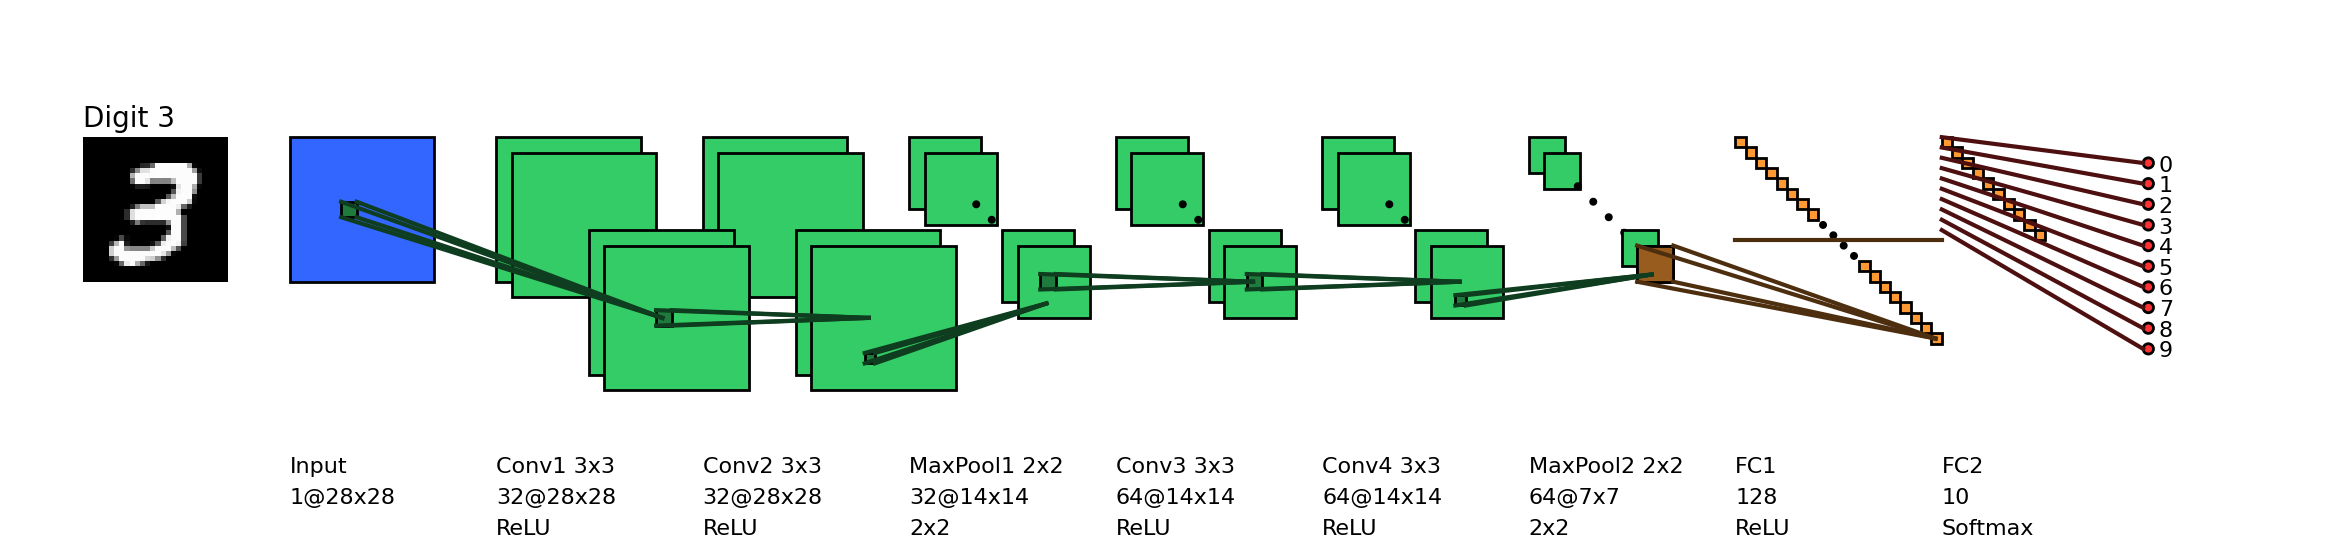 Digit 3
0
1
2
3
4
5
6
7
8
9
Input
1@28x28
Conv1 3x3
32@28x28
ReLU
Conv2 3x3
32@28x28
ReLU
MaxPool1 2x2
32@14x14
2x2
Conv3 3x3
64@14x14
ReLU
Conv4 3x3
64@14x14
ReLU
MaxPool2 2x2
64@7x7
2x2
FC1
128
ReLU
FC2
10
Softmax